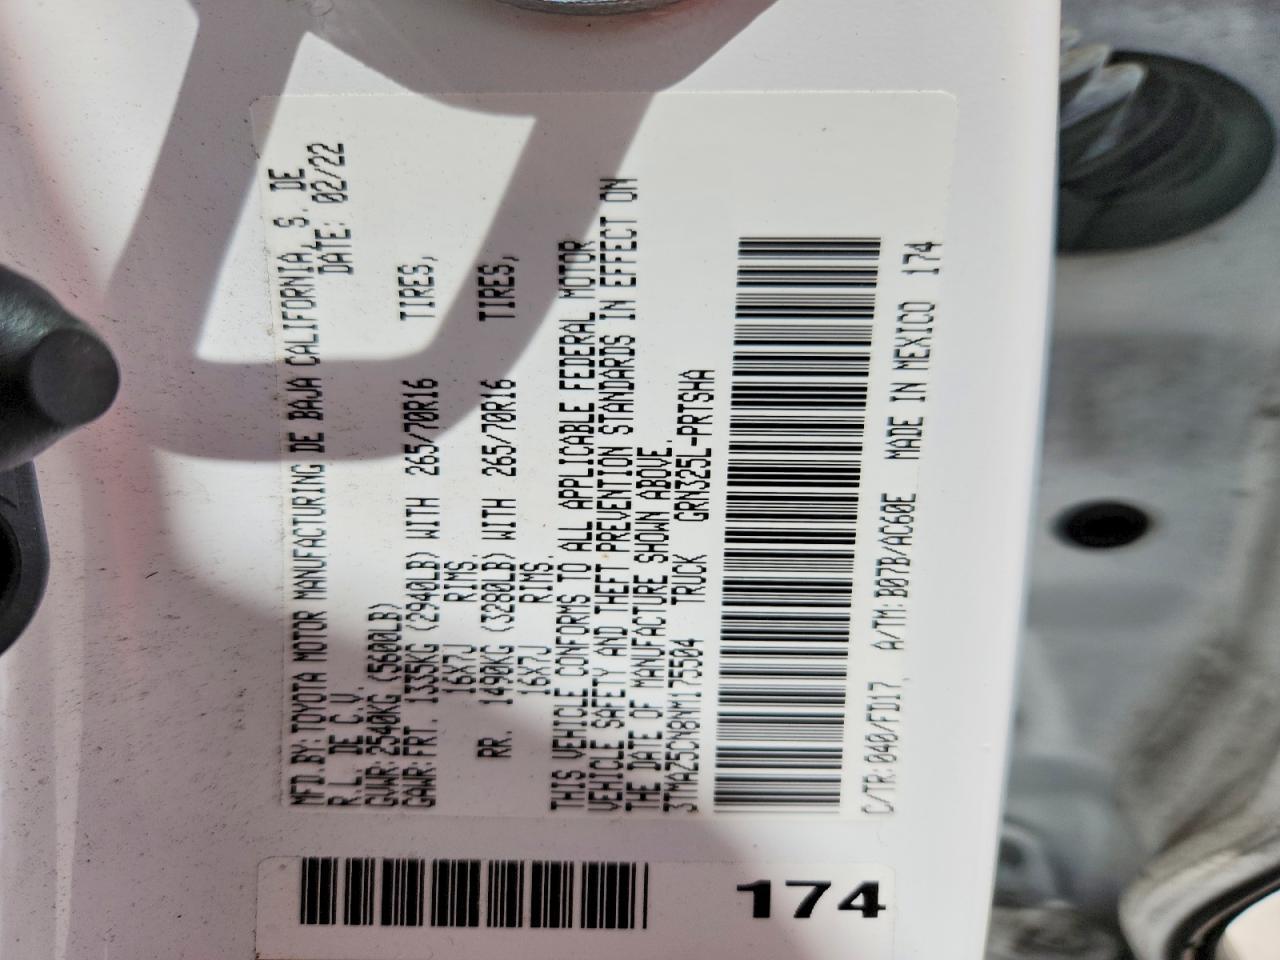 MFD. BY: TOYOTA MOTOR MANUFACTURING DE BAJA CALIFORNIA, S. DE
R.L. DE C.V. DATE: 02/22
GVWR: 2540KG (5600LB)
GAWR: FRT. 1335KG (2940LB) WITH 265/70R16 TIRES,
16X7J RIMS.
RR. 1490KG (3280LB) WITH 265/70R16 TIRES,
16X7J RIMS.
THIS VEHICLE CONFORMS TO ALL APPLICABLE FEDERAL MOTOR
VEHICLE SAFETY AND THEFT PREVENTION STANDARDS IN EFFECT ON
THE DATE OF MANUFACTURE SHOWN ABOVE.
3TMAZ5CN8NM175504 TRUCK GRN325L-PRTSHA
C/TR: 040/FD17, A/TM: B07B/AC60E MADE IN MEXICO 174
174